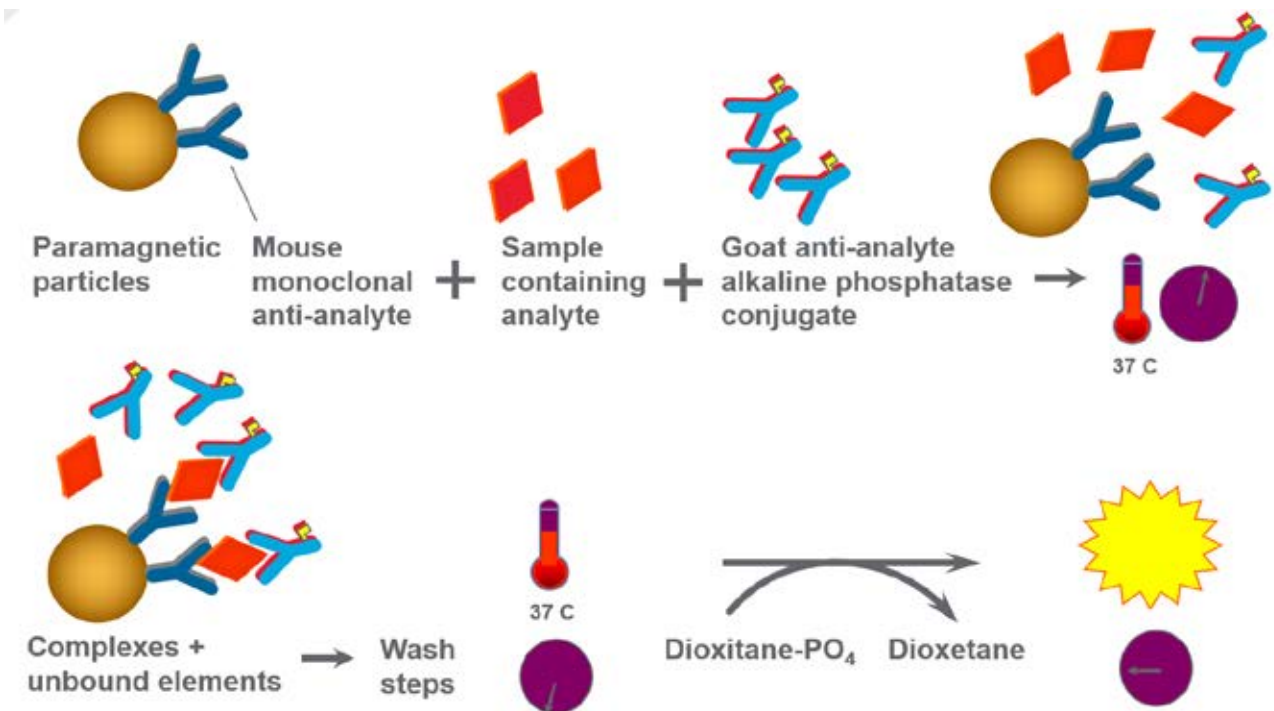 Paramagnetic
particles
Mouse
monoclonal
anti-analyte
+
Sample
containing
analyte
+
Goat anti-analyte
alkaline phosphatase
conjugate
37 C
Complexes +
unbound elements
Wash
steps
37 C
Dioxitane-PO₄
Dioxetane